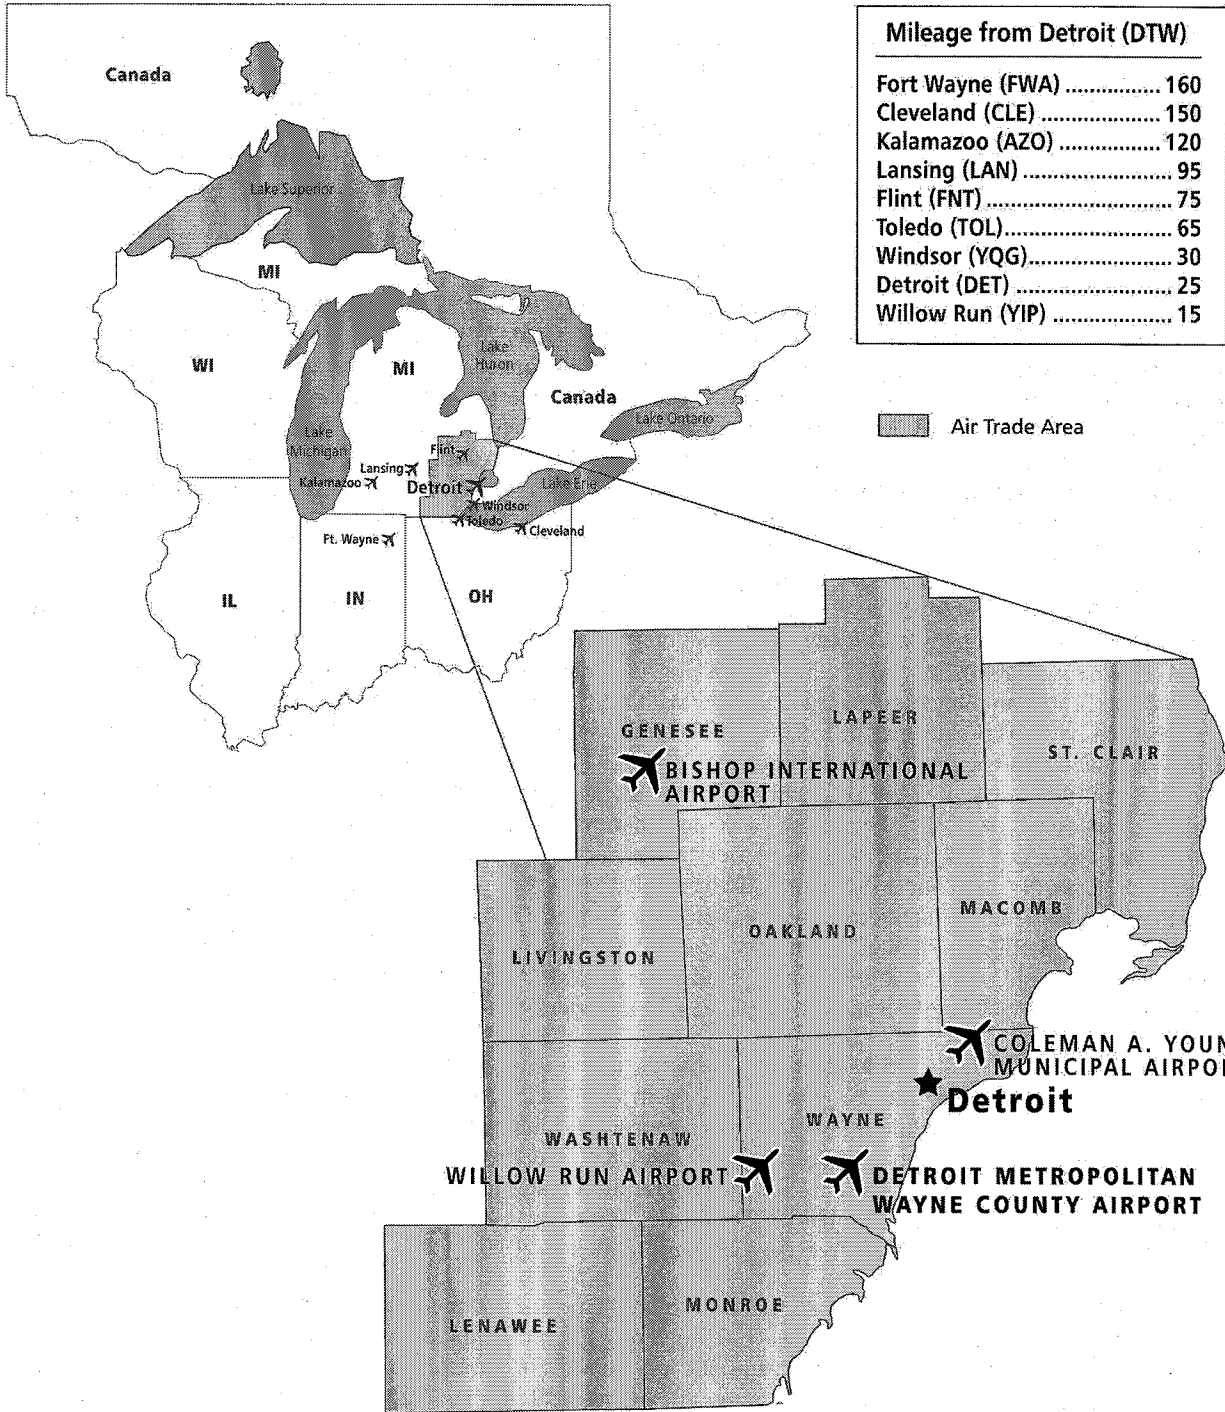 Mileage from Detroit (DTW)
Fort Wayne (FWA) ............... 160
Cleveland (CLE) ................... 150
Kalamazoo (AZO) ................ 120
Lansing (LAN) ....................... 95
Flint (FNT) ............................. 75
Toledo (TOL).......................... 65
Windsor (YQG)...................... 30
Detroit (DET) ........................ 25
Willow Run (YIP) .................. 15
Air Trade Area
Canada
Lake Superior
MI
WI
MI
Lake
Huron
Canada
Lake Ontario
Lake
Michigan
Flint
Lansing
Kalamazoo
Detroit
Lake Erie
Windsor
Toledo
Cleveland
Ft. Wayne
IL
IN
OH
GENESEE
LAPEER
ST. CLAIR
BISHOP INTERNATIONAL
AIRPORT
MACOMB
OAKLAND
LIVINGSTON
COLEMAN A. YOUN
MUNICIPAL AIRPOR
Detroit
WAYNE
WASHTENAW
WILLOW RUN AIRPORT
DETROIT METROPOLITAN
WAYNE COUNTY AIRPORT
MONROE
LENAWEE